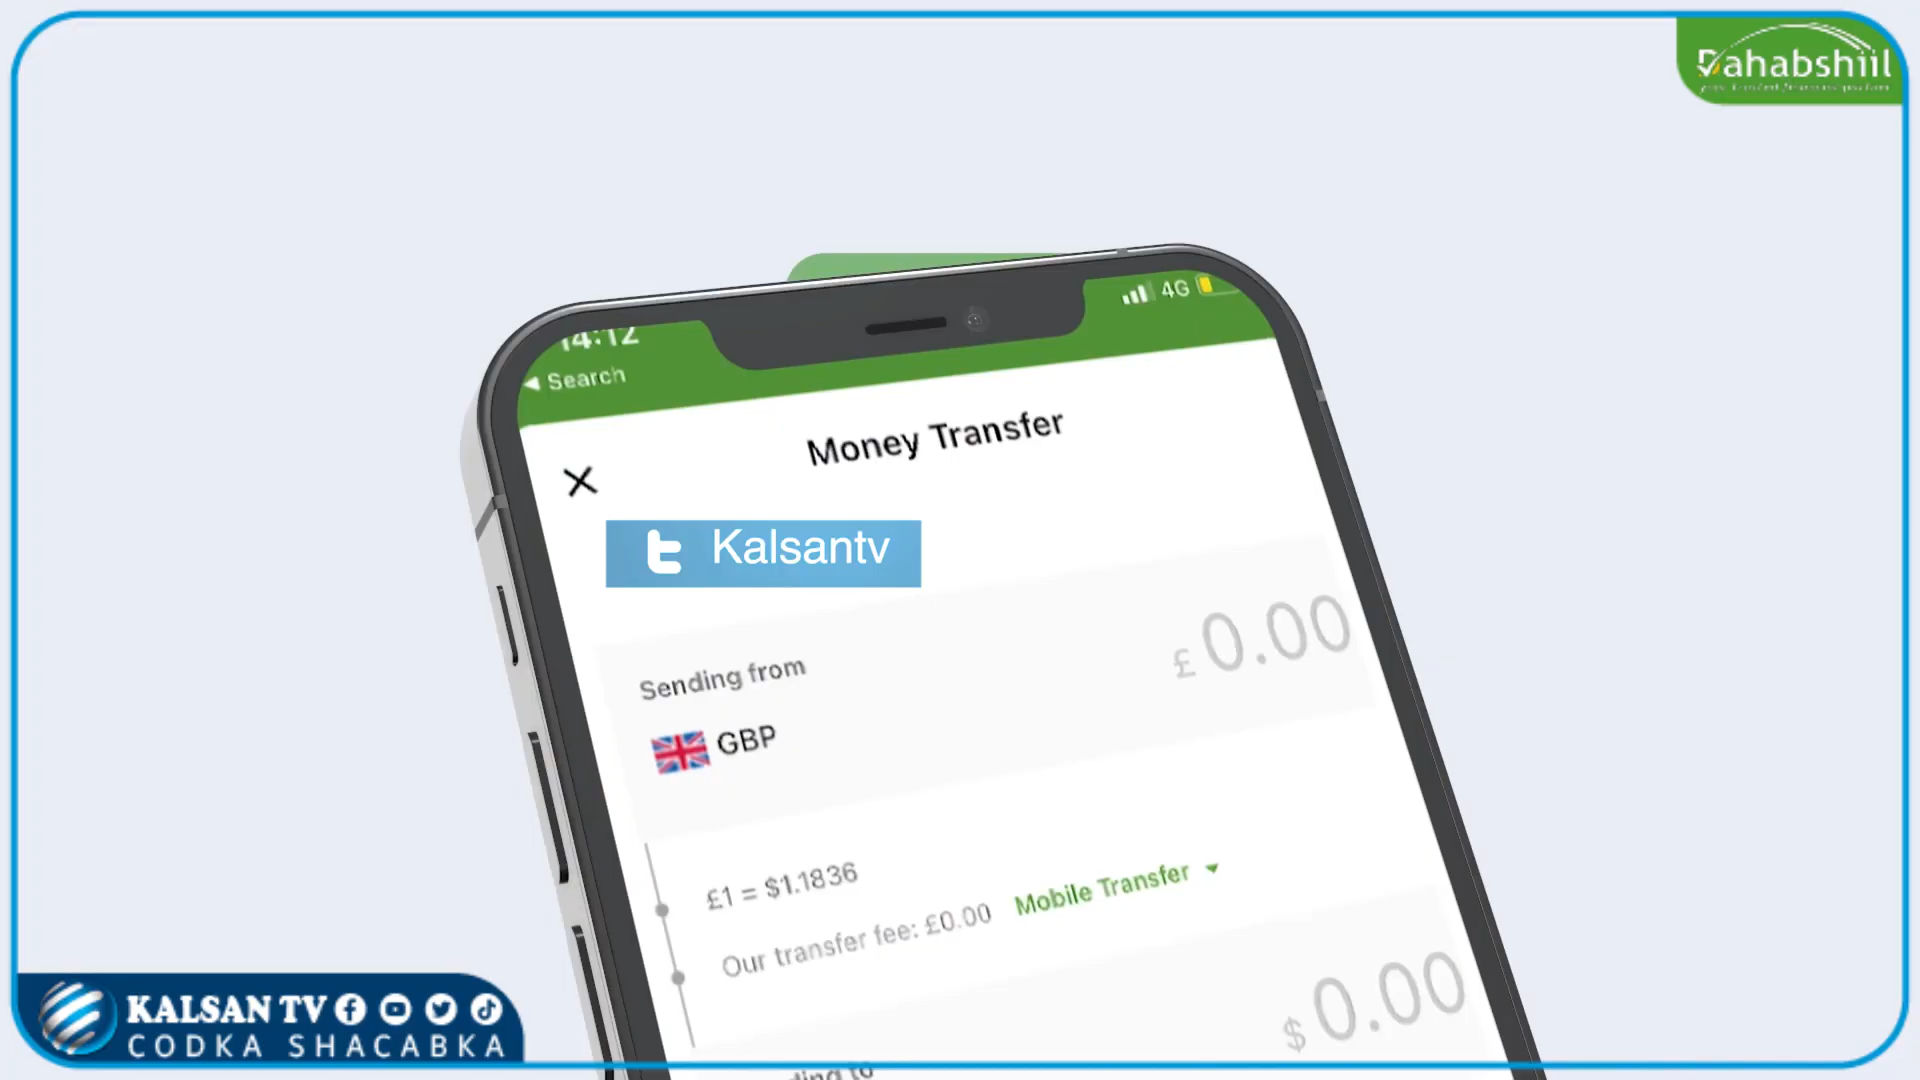 Dahabshiil
14:12
4G
Search
Money Transfer
Kalsantv
Sending from
£ 0.00
GBP
£1 = $1.1836
Our transfer fee: £0.00 Mobile Transfer
$ 0.00
KALSAN TV
CODKA SHACABKA